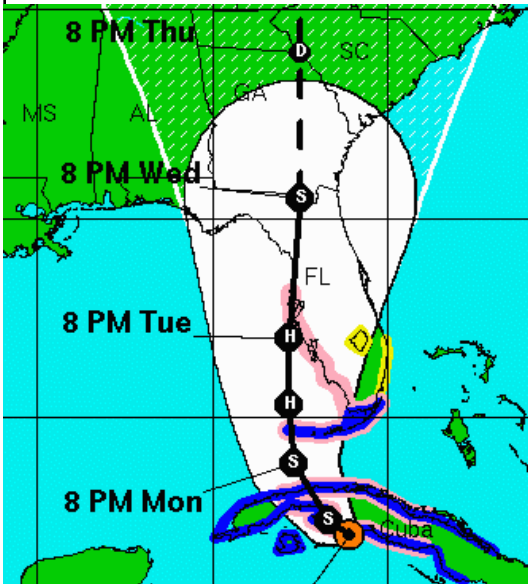 8 PM Thu
D
SC
GA
MS
AL
8 PM Wed
S
FL
8 PM Tue
H
H
S
8 PM Mon
S
Cuba